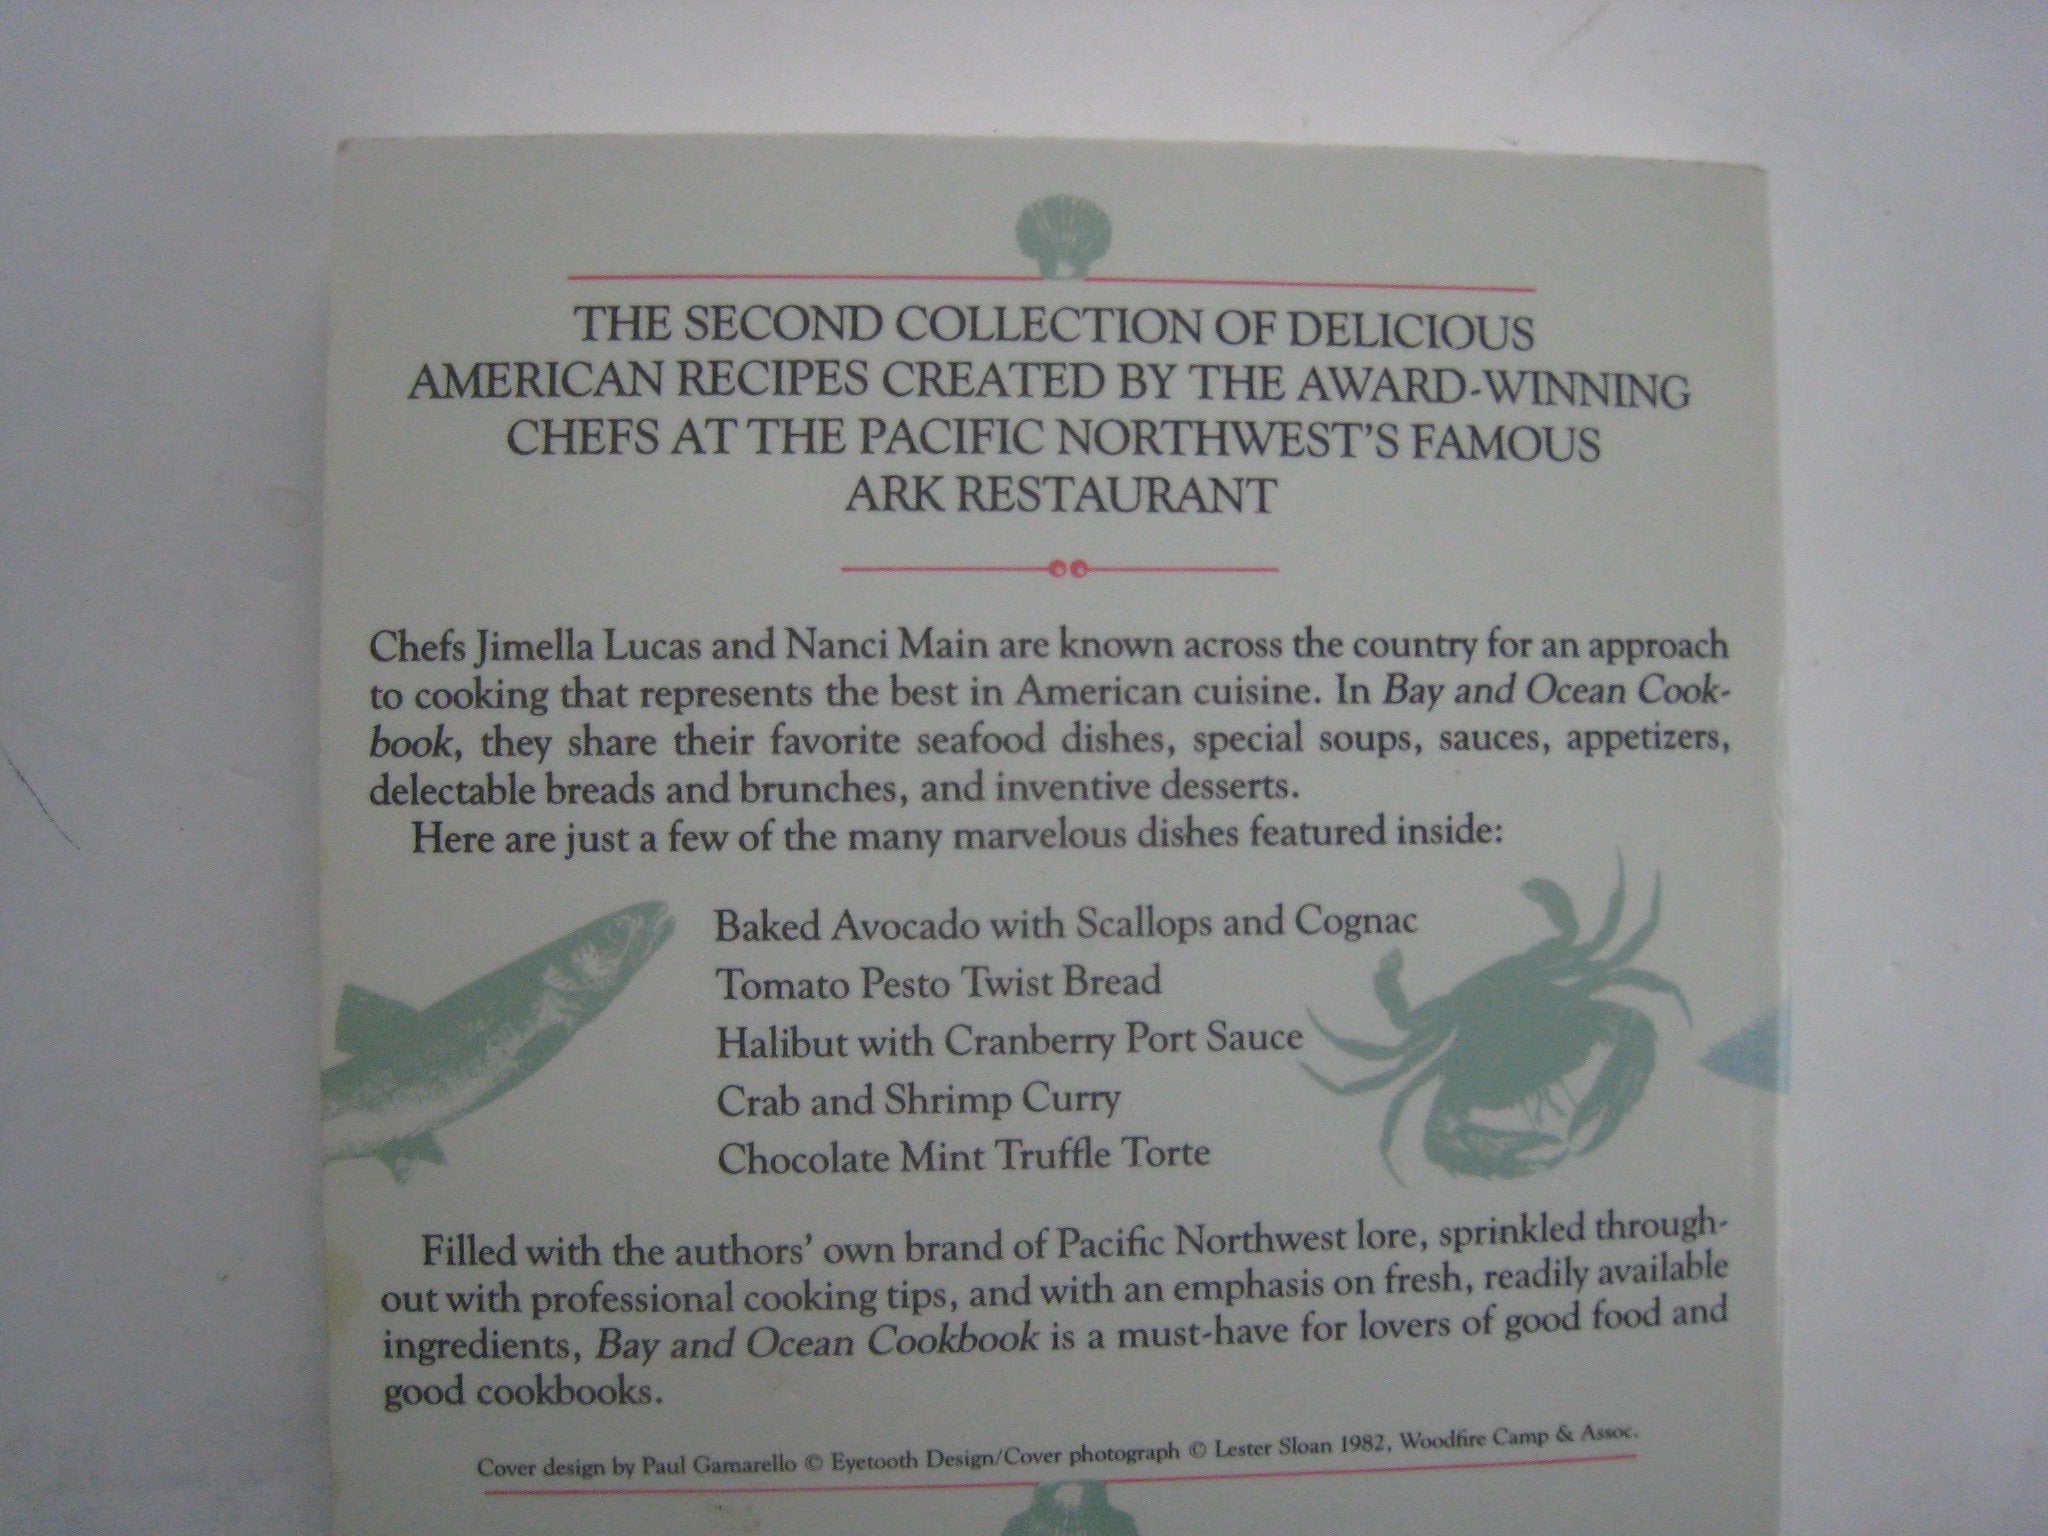 THE SECOND COLLECTION OF DELICIOUS
AMERICAN RECIPES CREATED BY THE AWARD-WINNING
CHEFS AT THE PACIFIC NORTHWEST'S FAMOUS
ARK RESTAURANT
Chefs Jimella Lucas and Nanci Main are known across the country for an approach
to cooking that represents the best in American cuisine. In Bay and Ocean Cook-
book, they share their favorite seafood dishes, special soups, sauces, appetizers,
delectable breads and brunches, and inventive desserts.
Here are just a few of the many marvelous dishes featured inside:
Baked Avocado with Scallops and Cognac
Tomato Pesto Twist Bread
Halibut with Cranberry Port Sauce
Crab and Shrimp Curry
Chocolate Mint Truffle Torte
Filled with the authors' own brand of Pacific Northwest lore, sprinkled through-
out with professional cooking tips, and with an emphasis on fresh, readily available
ingredients, Bay and Ocean Cookbook is a must-have for lovers of good food and
good cookbooks.
Cover design by Paul Gamarello © Eyetooth Design/Cover photograph © Lester Sloan 1982, Woodfire Camp & Assoc.